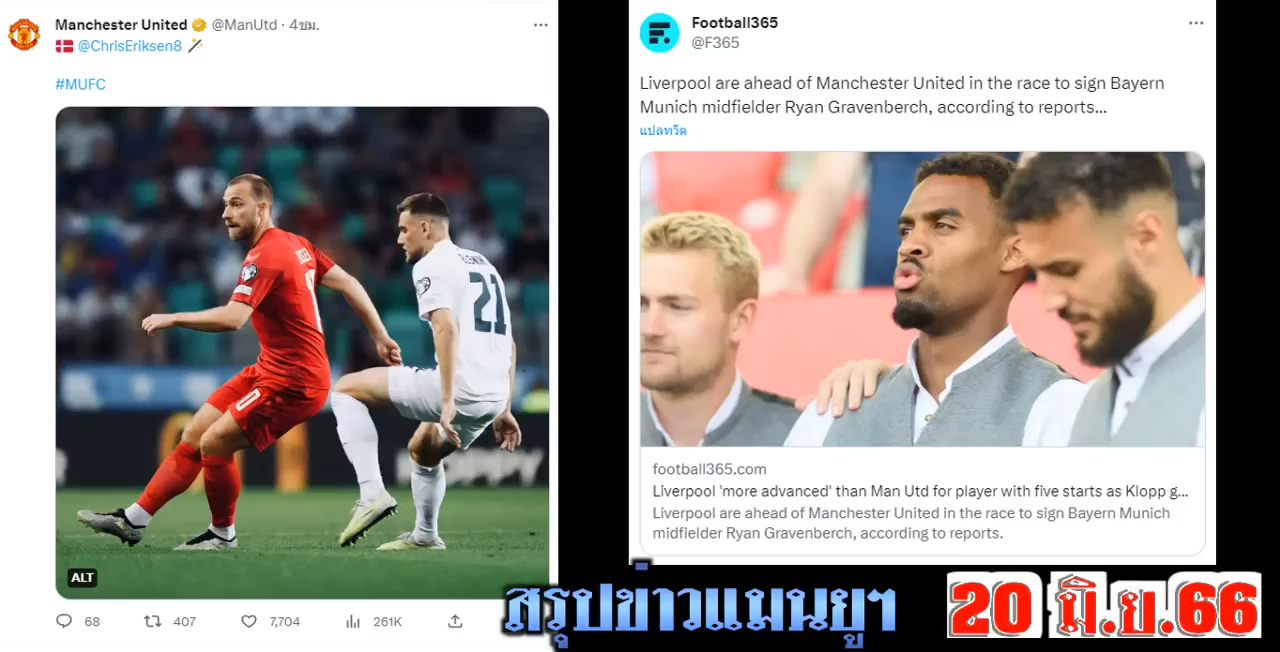 Manchester United @ManUtd · 4ชม.
@ChrisEriksen8
#MUFC
21
10
ALT
68 407 7,704 261K
Football365
@F365
Liverpool are ahead of Manchester United in the race to sign Bayern
Munich midfielder Ryan Gravenberch, according to reports...
แปลทวีต
football365.com
Liverpool 'more advanced' than Man Utd for player with five starts as Klopp g...
Liverpool are ahead of Manchester United in the race to sign Bayern Munich
midfielder Ryan Gravenberch, according to reports.
สรุปข่าวแมนยูฯ 20 มิ.ย.66